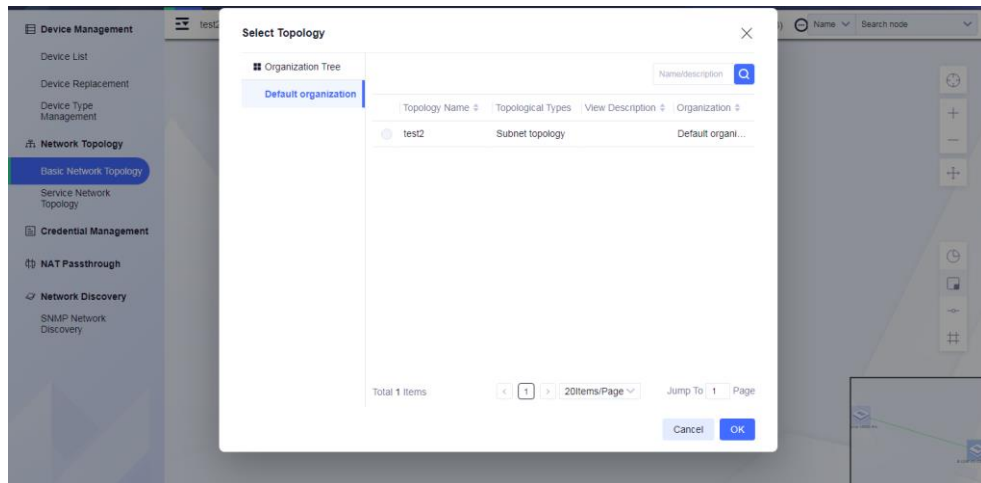 Device Management
Device List
Device Replacement
Device Type
Management
Network Topology
Basic Network Topology
Service Network
Topology
Credential Management
NAT Passthrough
Network Discovery
SNMP Network
Discovery
test2
Name
Search node
Select Topology
Organization Tree
Default organization
Name/description
Topology Name
Topological Types
View Description
Organization
test2
Subnet topology
Default organi...
Total 1 Items
1
20Items/Page
Jump To 1 Page
Cancel
OK